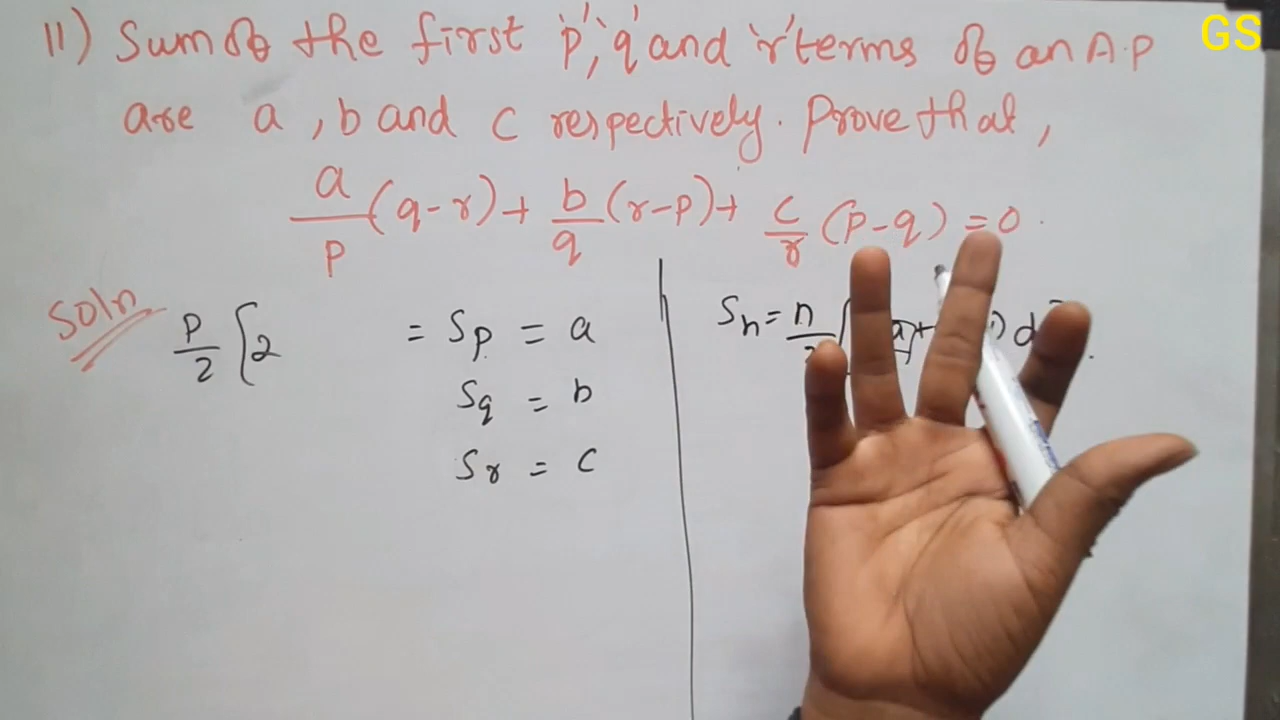 GS
11) Sum of the first 'p', 'q' and 'r' terms of an A.P
are a, b and c respectively. Prove that,
a/p (q-r) + b/q (r-p) + c/r (p-q) = 0.
Soln
p/2 [2 = Sp = a
Sq = b
Sr = c
Sn = n/2 [ a + ) d ] .